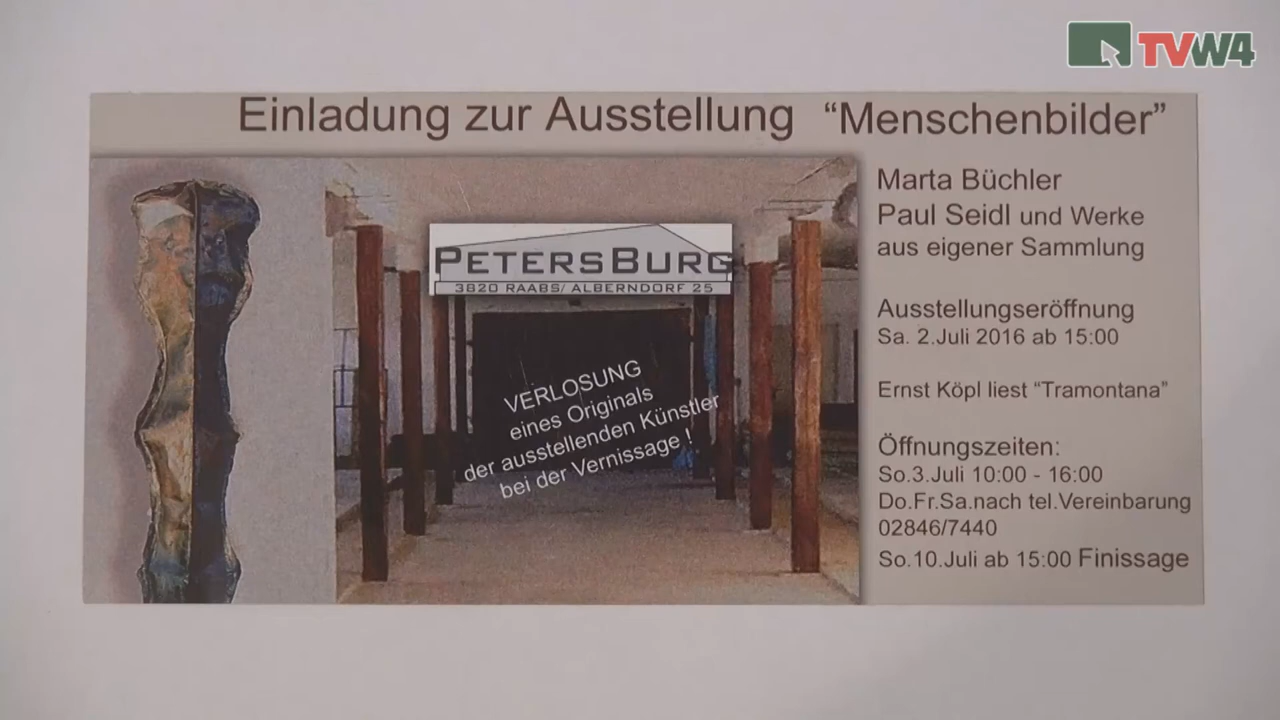 TVW4
Einladung zur Ausstellung “Menschenbilder”
PETERSBURG
3820 RAABS/ ALBERNDORF 25
VERLOSUNG
eines Originals
der ausstellenden Künstler
bei der Vernissage !
Marta Büchler
Paul Seidl und Werke
aus eigener Sammlung
Ausstellungseröffnung
Sa. 2.Juli 2016 ab 15:00
Ernst Köpl liest “Tramontana”
Öffnungszeiten:
So.3.Juli 10:00 - 16:00
Do.Fr.Sa.nach tel.Vereinbarung
02846/7440
So.10.Juli ab 15:00 Finissage